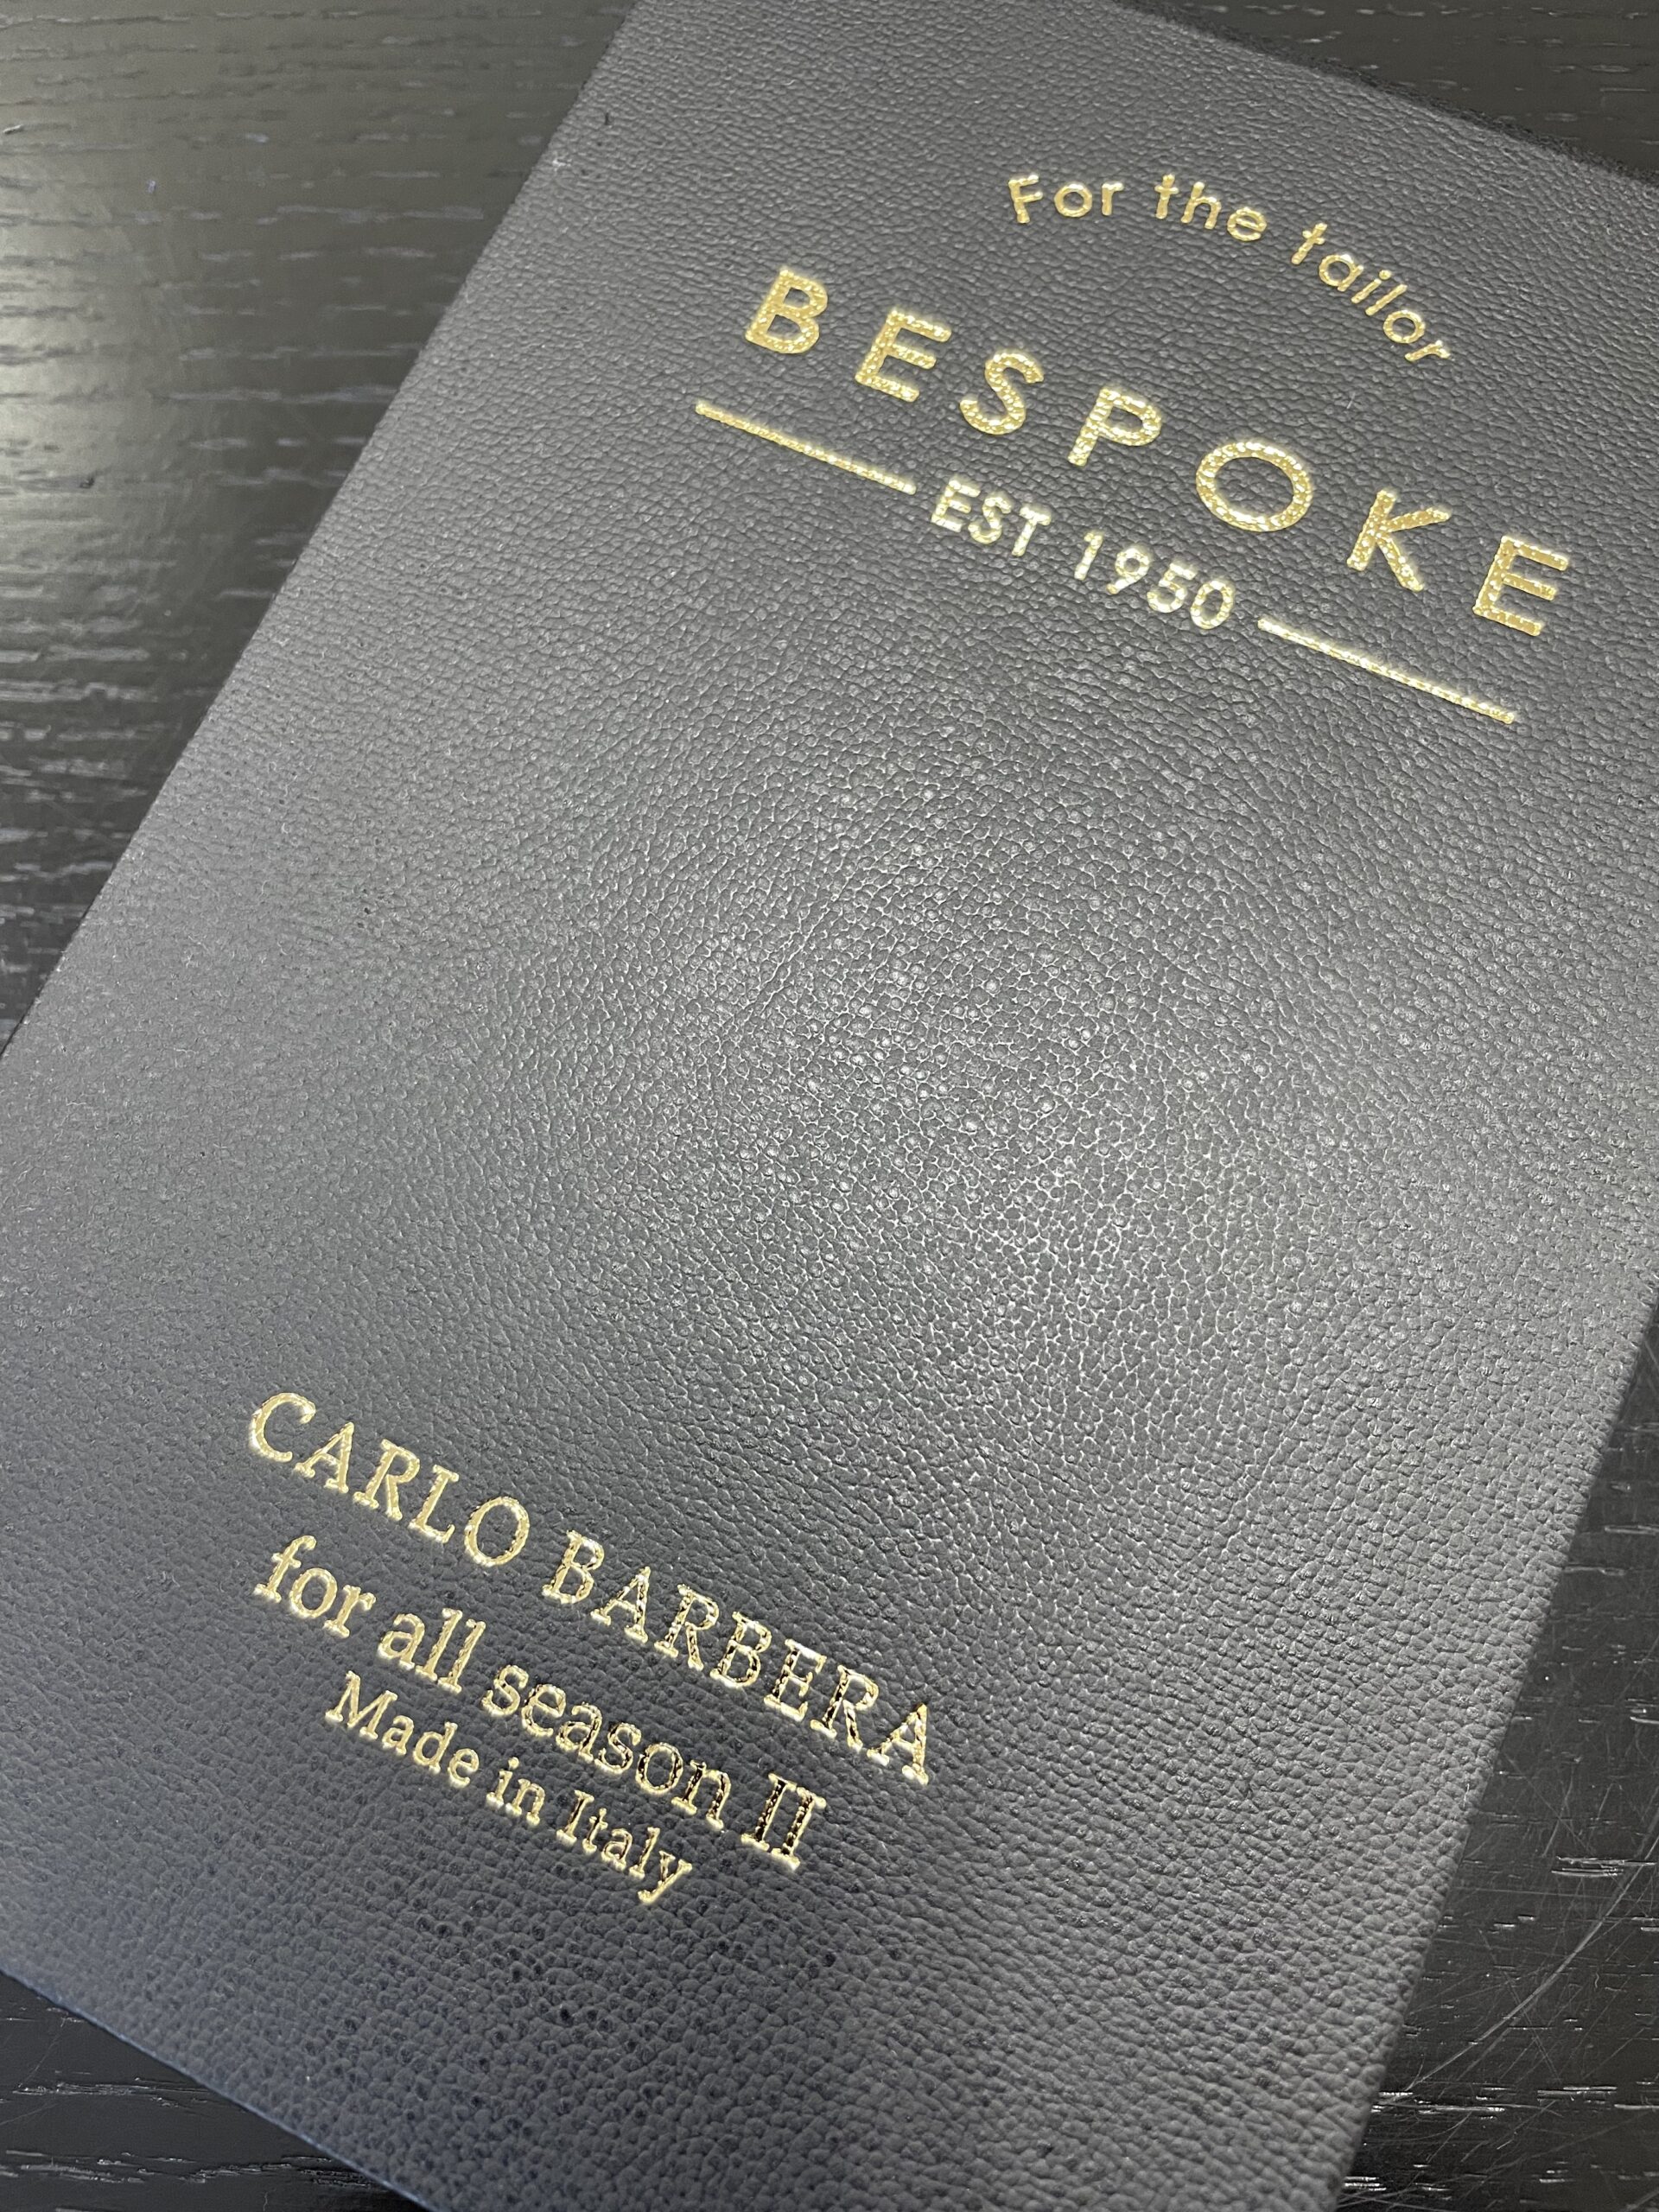 For the tailor
BESPOKE
EST 1950
CARLO BARBERA
for all season II
Made in Italy